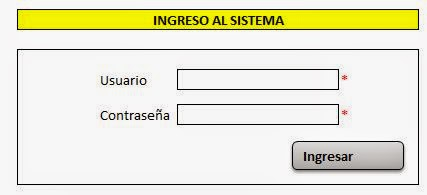 INGRESO AL SISTEMA
Usuario *
Contraseña *
Ingresar